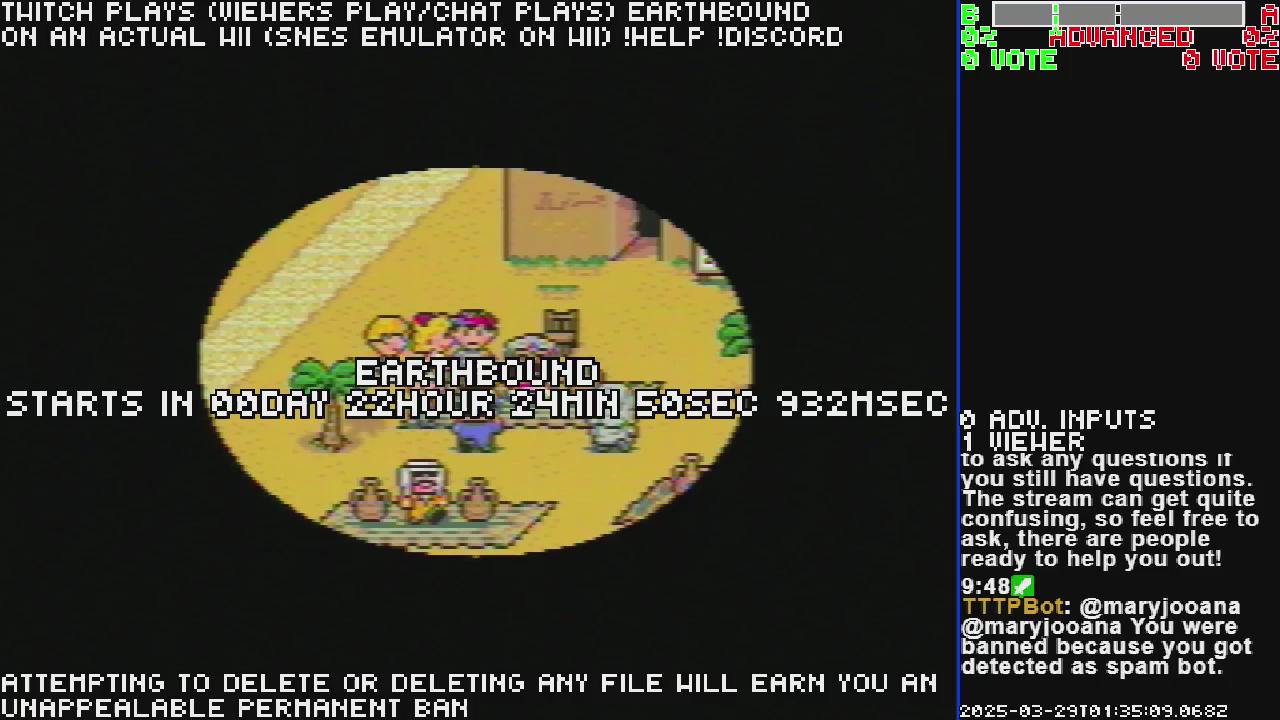 TWITCH PLAYS (VIEWERS PLAY/CHAT PLAYS) EARTHBOUND
ON AN ACTUAL WII (SNES EMULATOR ON WII) !HELP !DISCORD
B A
0% ADVANCED 0%
0 VOTE 0 VOTE
EARTHBOUND
STARTS IN 00DAY 22HOUR 24MIN 50SEC 932MSEC
0 ADV. INPUTS
1 VIEWER
to ask any questions if
you still have questions.
The stream can get quite
confusing, so feel free to
ask, there are people
ready to help you out!
9:48
TTTPBot: @maryjooana
@maryjooana You were
banned because you got
detected as spam bot.
ATTEMPTING TO DELETE OR DELETING ANY FILE WILL EARN YOU AN
UNAPPEALABLE PERMANENT BAN
2025-03-29T01:35:09.068Z